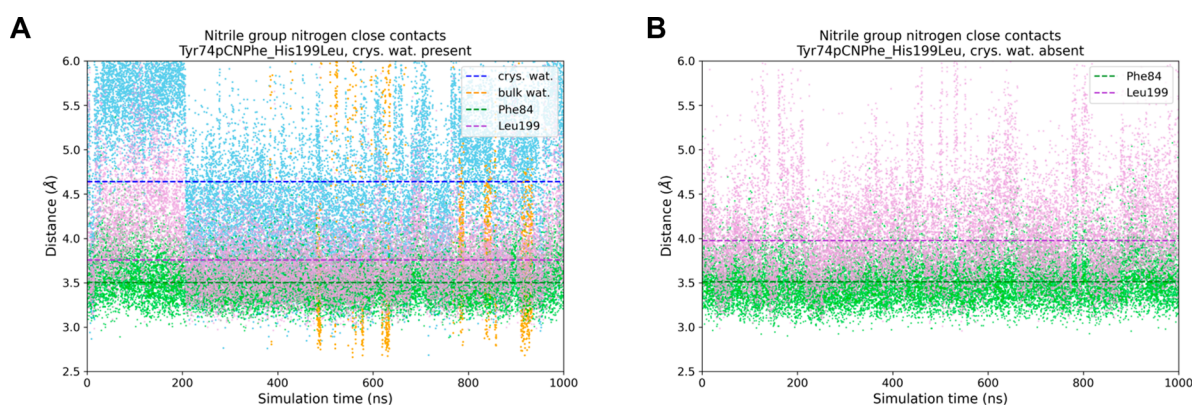 A
Nitrile group nitrogen close contacts
Tyr74pCNPhe_His199Leu, crys. wat. present
6.0
5.5
5.0
4.5
4.0
3.5
3.0
2.5
Distance (Å)
crys. wat.
bulk wat.
Phe84
Leu199
0
200
400
600
800
1000
Simulation time (ns)
B
Nitrile group nitrogen close contacts
Tyr74pCNPhe_His199Leu, crys. wat. absent
6.0
5.5
5.0
4.5
4.0
3.5
3.0
2.5
Distance (Å)
Phe84
Leu199
0
200
400
600
800
1000
Simulation time (ns)